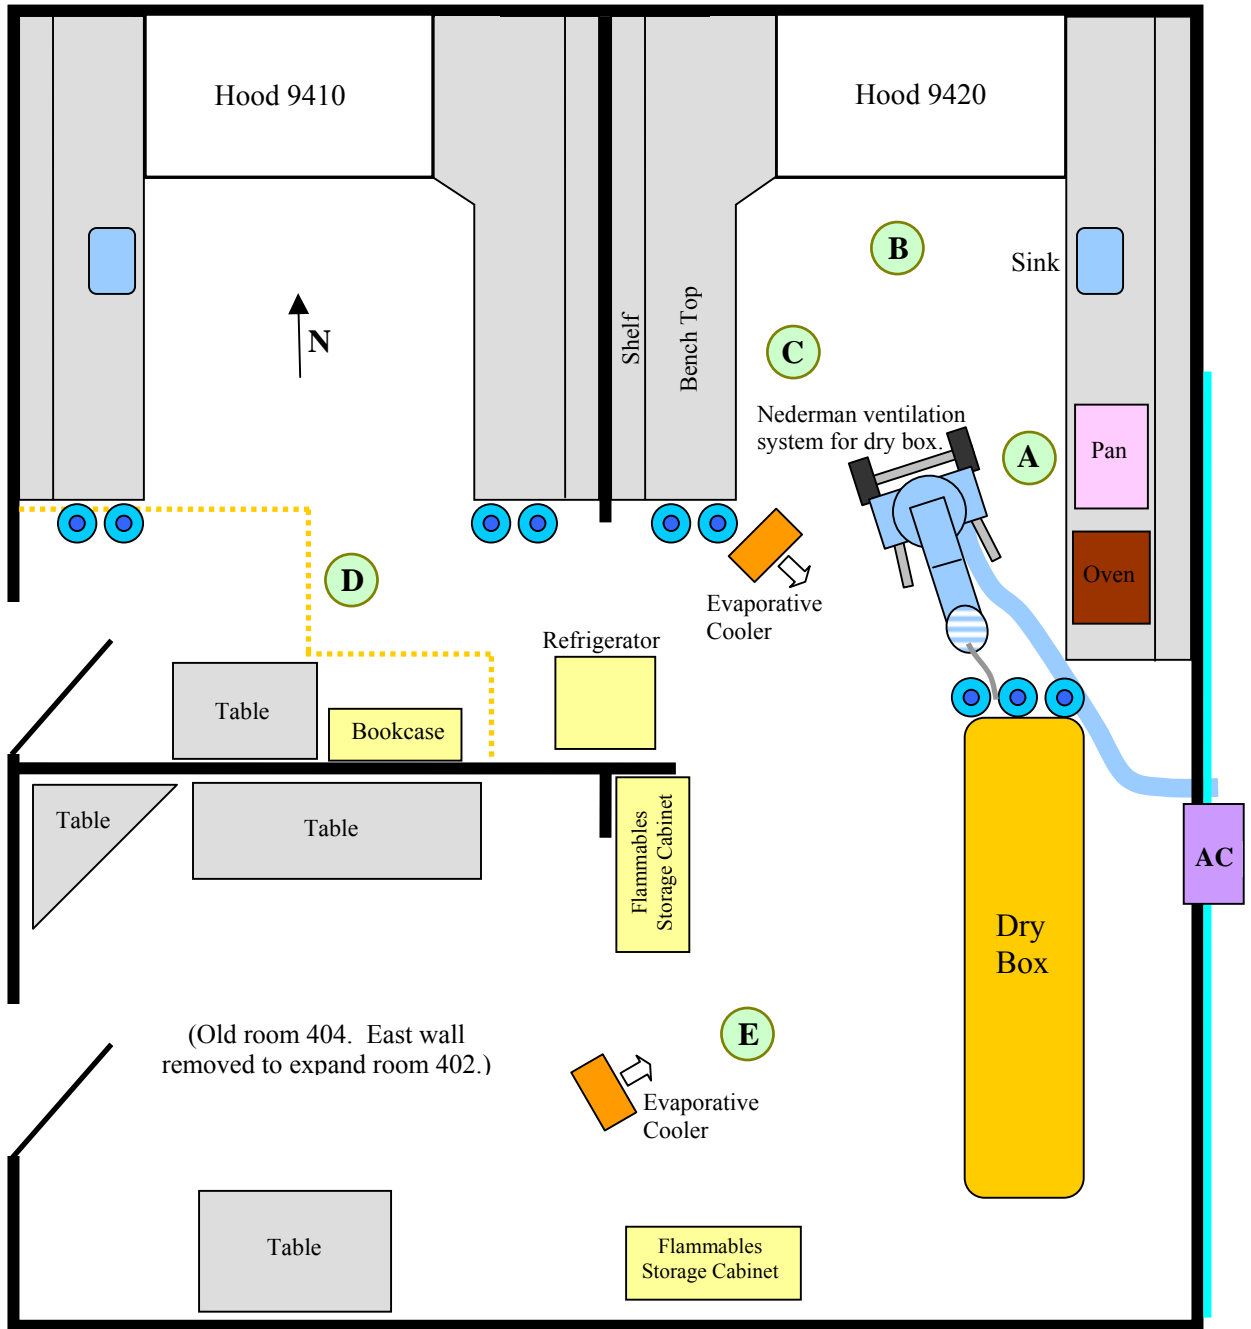 Hood 9410
Hood 9420
B
Sink
N
Shelf
Bench Top
C
Nederman ventilation
system for dry box.
A
Pan
D
Oven
Evaporative
Cooler
Refrigerator
Table
Bookcase
Table
Table
Flammables
Storage Cabinet
AC
Dry
Box
(Old room 404.  East wall
removed to expand room 402.)
E
Evaporative
Cooler
Table
Flammables
Storage Cabinet